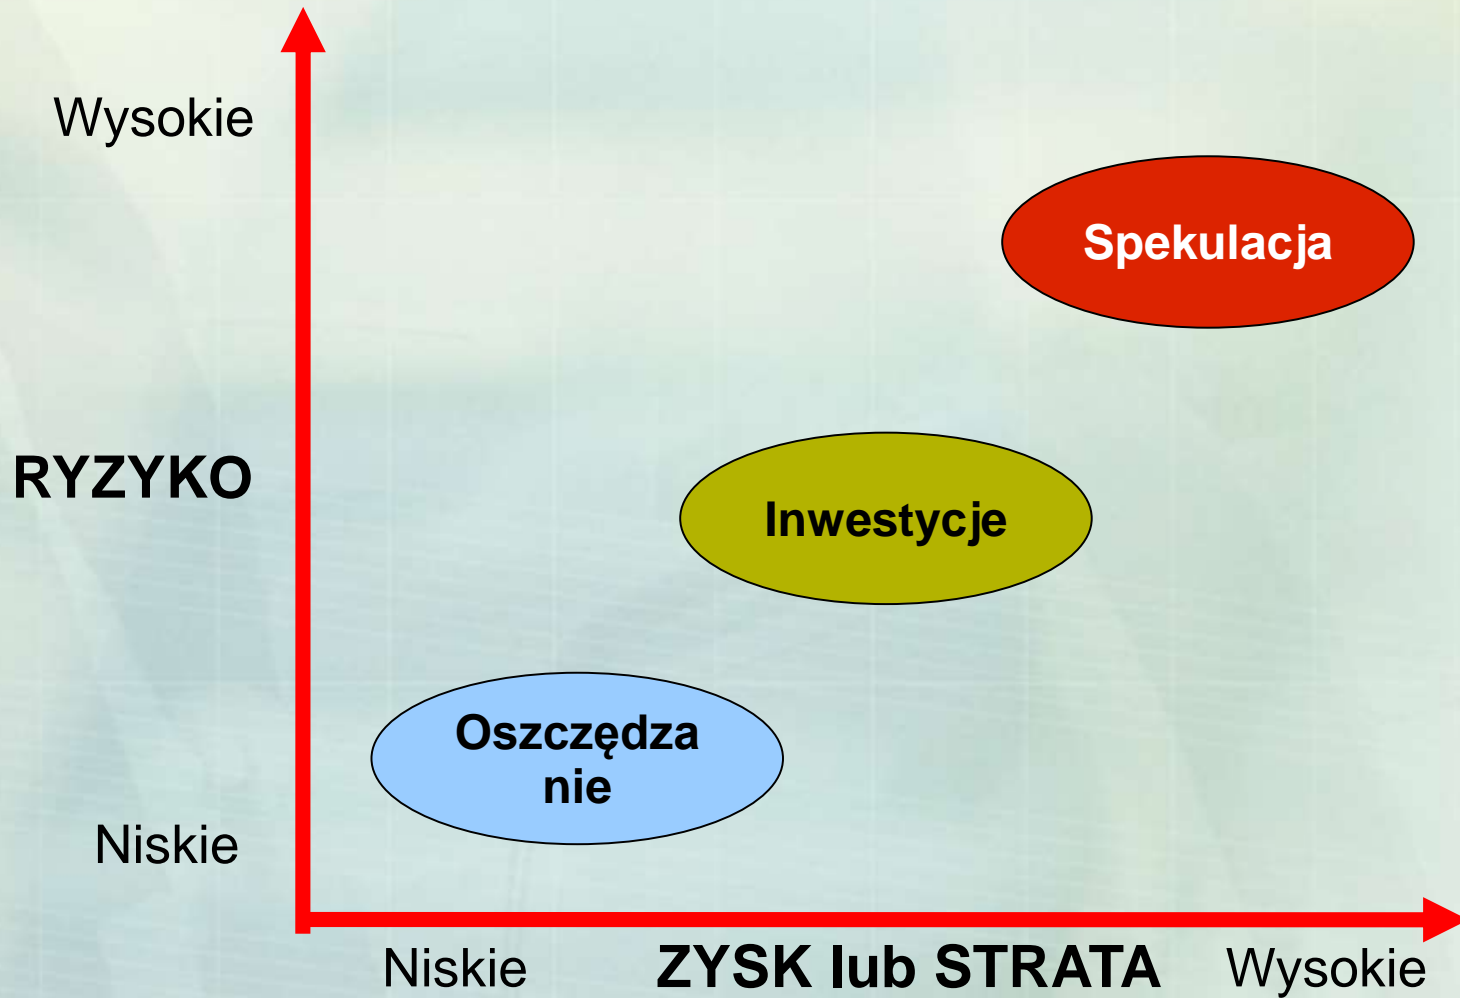 Wysokie
Spekulacja
RYZYKO
Inwestycje
Oszczędza
nie
Niskie
Niskie ZYSK lub STRATA Wysokie